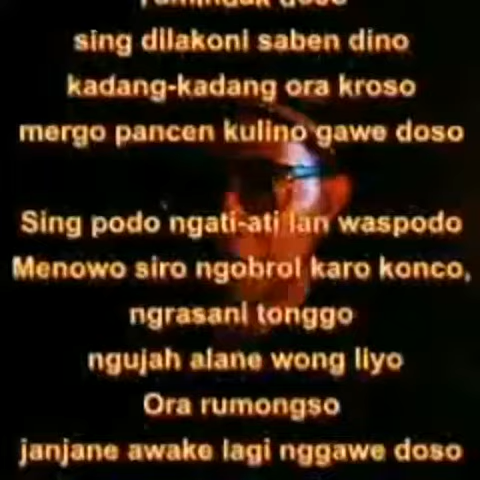 doso
sing dilakoni saben dino
kadang-kadang ora kroso
mergo pancen kulino gawe doso
Sing podo ngati-ati lan waspodo
Menowo siro ngobrol karo konco,
ngrasani tonggo
ngujah alane wong liyo
Ora rumongso
janjane awake lagi nggawe doso